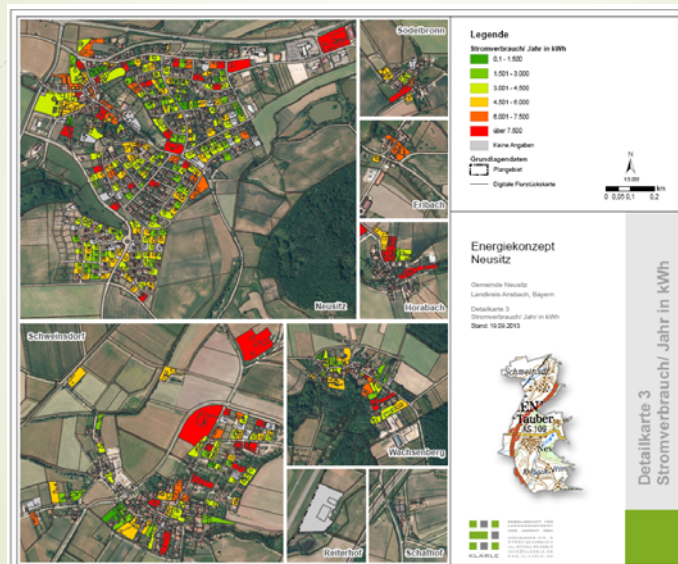 Sodelbronn
Erlbach
Horabach
Neusitz
Schweinsdorf
Wachsenberg
Reiterhof
Schafhof
Legende
Stromverbrauch/ Jahr in kWh
0,1 - 1.500
1.501 - 3.000
3.001 - 4.500
4.501 - 6.000
6.001 - 7.500
über 7.500
Keine Angaben
Grundlagendaten
Plangebiet
Digitale Flurstückskarte
N
0 0,05 0,1 0,2 km
Energiekonzept
Neusitz
Gemeinde Neusitz
Landkreis Ansbach, Bayern
Detailkarte 3
Stromverbrauch/ Jahr in kWh
Stand: 19.09.2013
Tauber
KLARLE
Detailkarte 3
Stromverbrauch/ Jahr in kWh